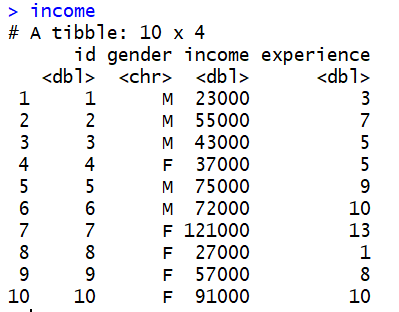 > income
# A tibble: 10 x 4
id gender income experience
<dbl> <chr> <dbl> <dbl>
1 1 M 23000 3
2 2 M 55000 7
3 3 M 43000 5
4 4 F 37000 5
5 5 M 75000 9
6 6 M 72000 10
7 7 F 121000 13
8 8 F 27000 1
9 9 F 57000 8
10 10 F 91000 10